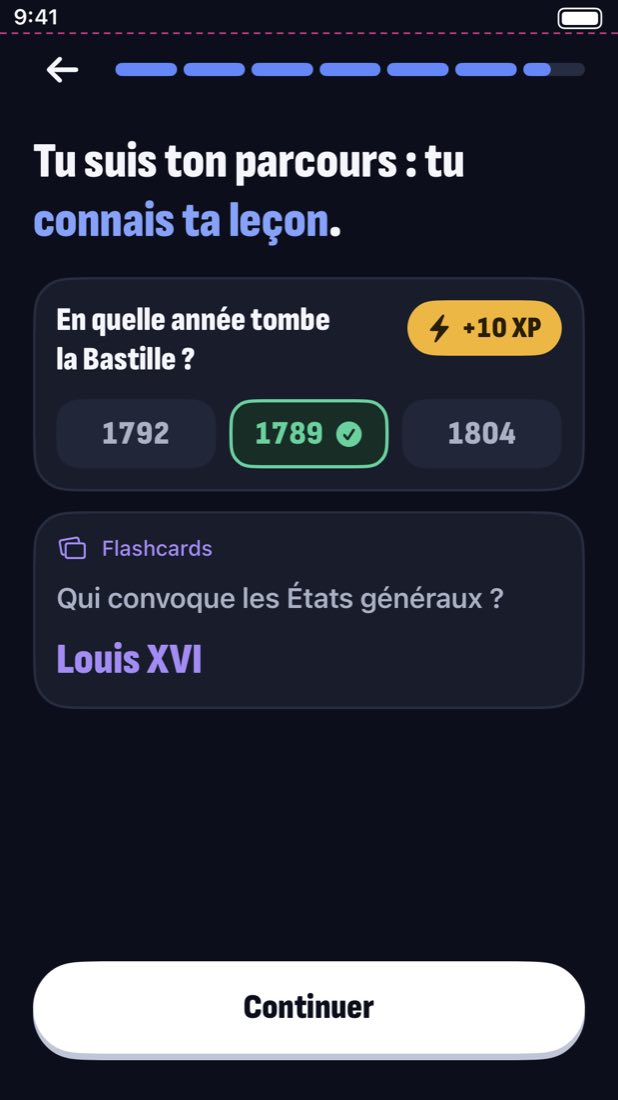 9:41
Tu suis ton parcours : tu
connais ta leçon.
En quelle année tombe
la Bastille ?
+10 XP
1792
1789
1804
Flashcards
Qui convoque les États généraux ?
Louis XVI
Continuer